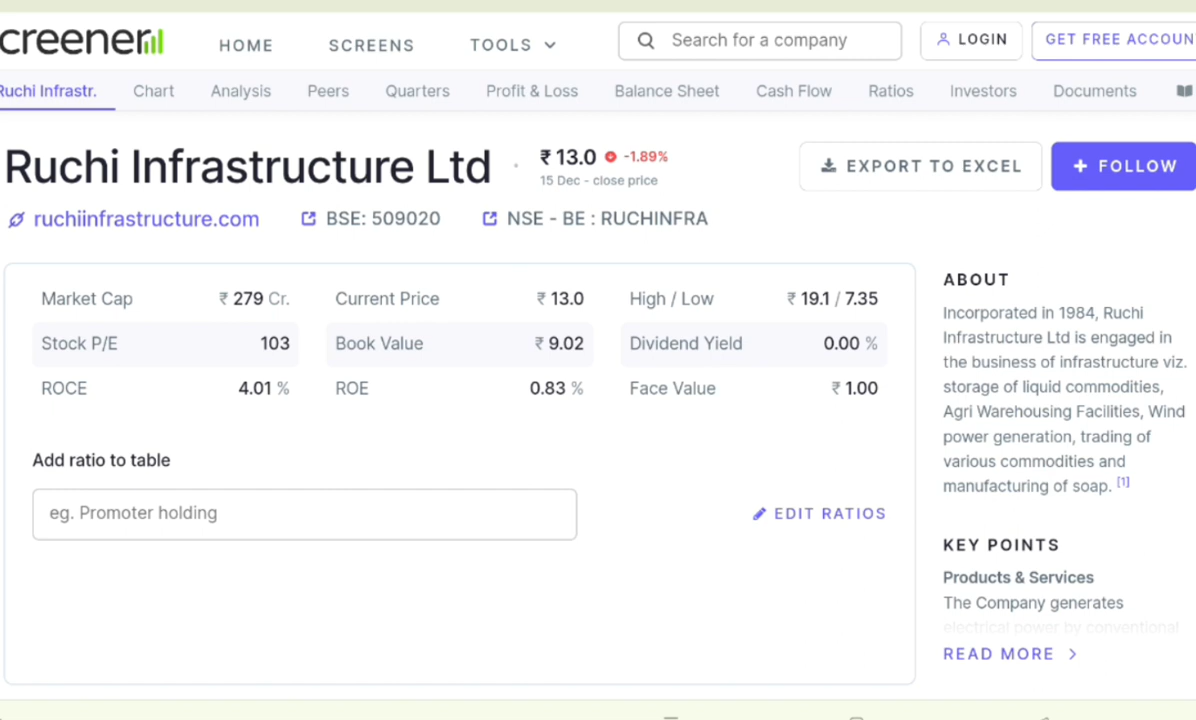 creener
HOME SCREENS TOOLS
Search for a company
LOGIN
GET FREE ACCOUN
Ruchi Infrastr. Chart Analysis Peers Quarters Profit & Loss Balance Sheet Cash Flow Ratios Investors Documents
Ruchi Infrastructure Ltd
₹ 13.0 -1.89%
15 Dec - close price
EXPORT TO EXCEL
+ FOLLOW
ruchiinfrastructure.com BSE: 509020 NSE - BE : RUCHINFRA
Market Cap ₹ 279 Cr. Current Price ₹ 13.0 High / Low ₹ 19.1 / 7.35
Stock P/E 103 Book Value ₹ 9.02 Dividend Yield 0.00 %
ROCE 4.01 % ROE 0.83 % Face Value ₹ 1.00
Add ratio to table
eg. Promoter holding
EDIT RATIOS
ABOUT
Incorporated in 1984, Ruchi
Infrastructure Ltd is engaged in
the business of infrastructure viz.
storage of liquid commodities,
Agri Warehousing Facilities, Wind
power generation, trading of
various commodities and
manufacturing of soap. [1]
KEY POINTS
Products & Services
The Company generates
electrical power by conventional
READ MORE